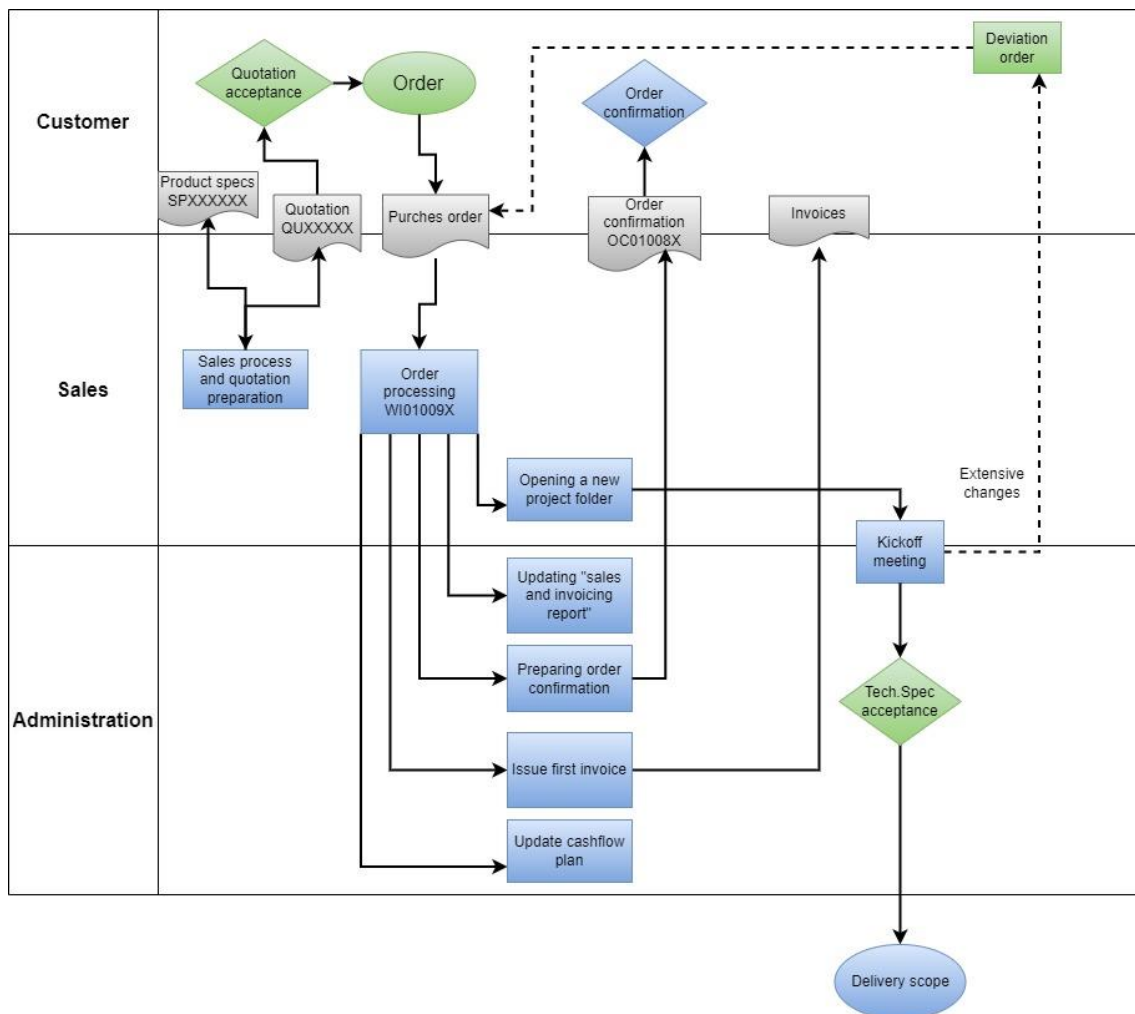 Customer
Quotation
acceptance
Order
Order
confirmation
Deviation
order
Product specs
SPXXXXXX
Quotation
QUXXXXX
Purches order
Order
confirmation
OC01008X
Invoices
Sales
Sales process
and quotation
preparation
Order
processing
WI01009X
Opening a new
project folder
Extensive
changes
Kickoff
meeting
Administration
Updating "sales
and invoicing
report"
Preparing order
confirmation
Tech.Spec
acceptance
Issue first invoice
Update cashflow
plan
Delivery scope